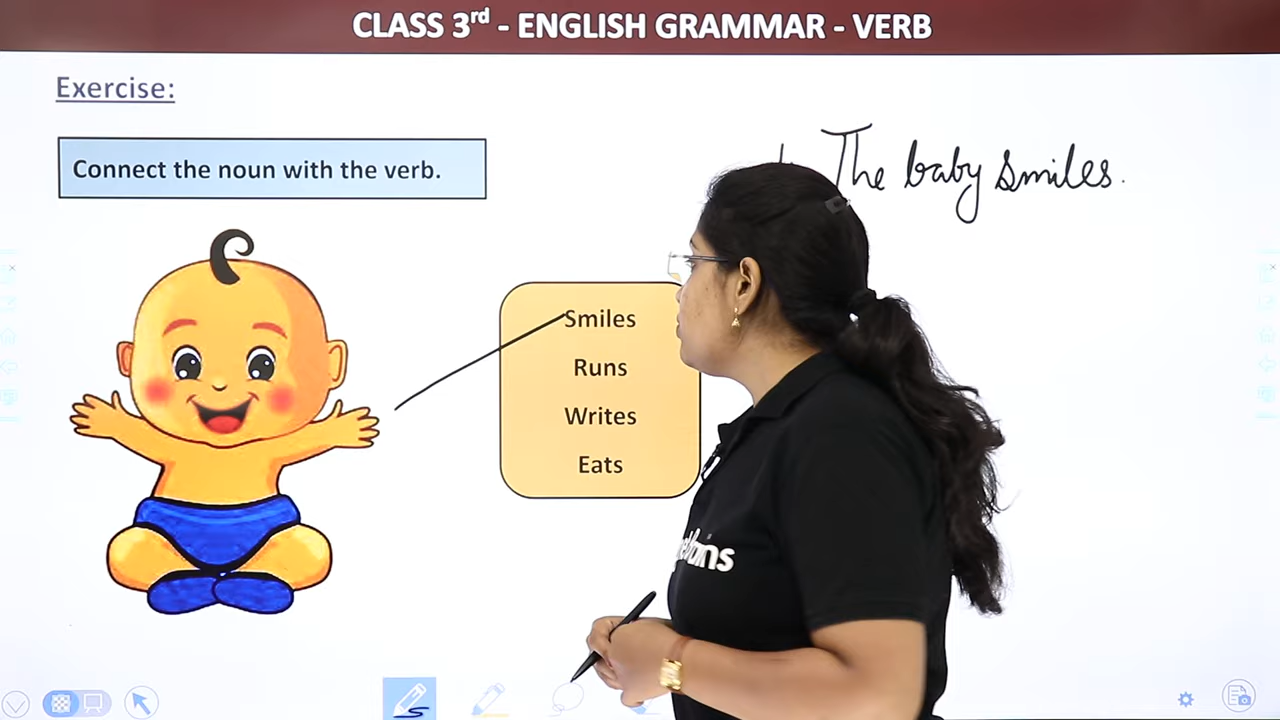 CLASS 3rd - ENGLISH GRAMMAR - VERB
Exercise:
Connect the noun with the verb.
The baby smiles.
Smiles
Runs
Writes
Eats